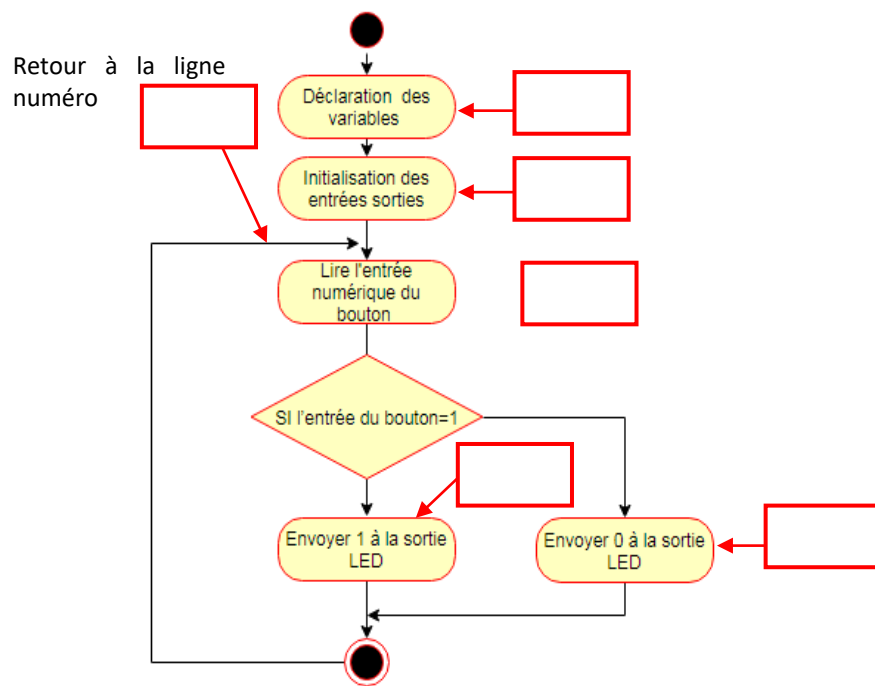 Retour à la ligne
numéro
Déclaration des
variables
Initialisation des
entrées sorties
Lire l'entrée
numérique du
bouton
SI l'entrée du bouton=1
Envoyer 1 à la sortie
LED
Envoyer 0 à la sortie
LED